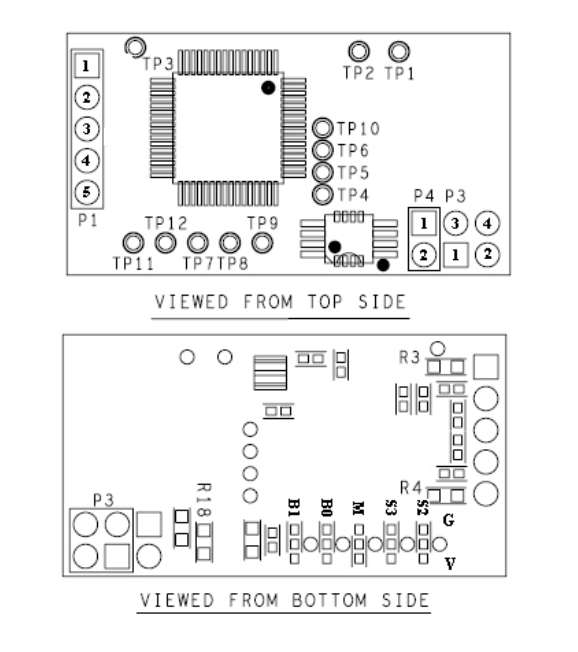 TP3
TP2 TP1
1
2
3
4
5
P1
TP10
TP6
TP5
TP4
TP12 TP9
TP11 TP7 TP8
P4 P3
1 3 4
2 1 2
VIEWED FROM TOP SIDE
R3
R4
P3
R18
B1 B0 M S3 S2
G
V
VIEWED FROM BOTTOM SIDE